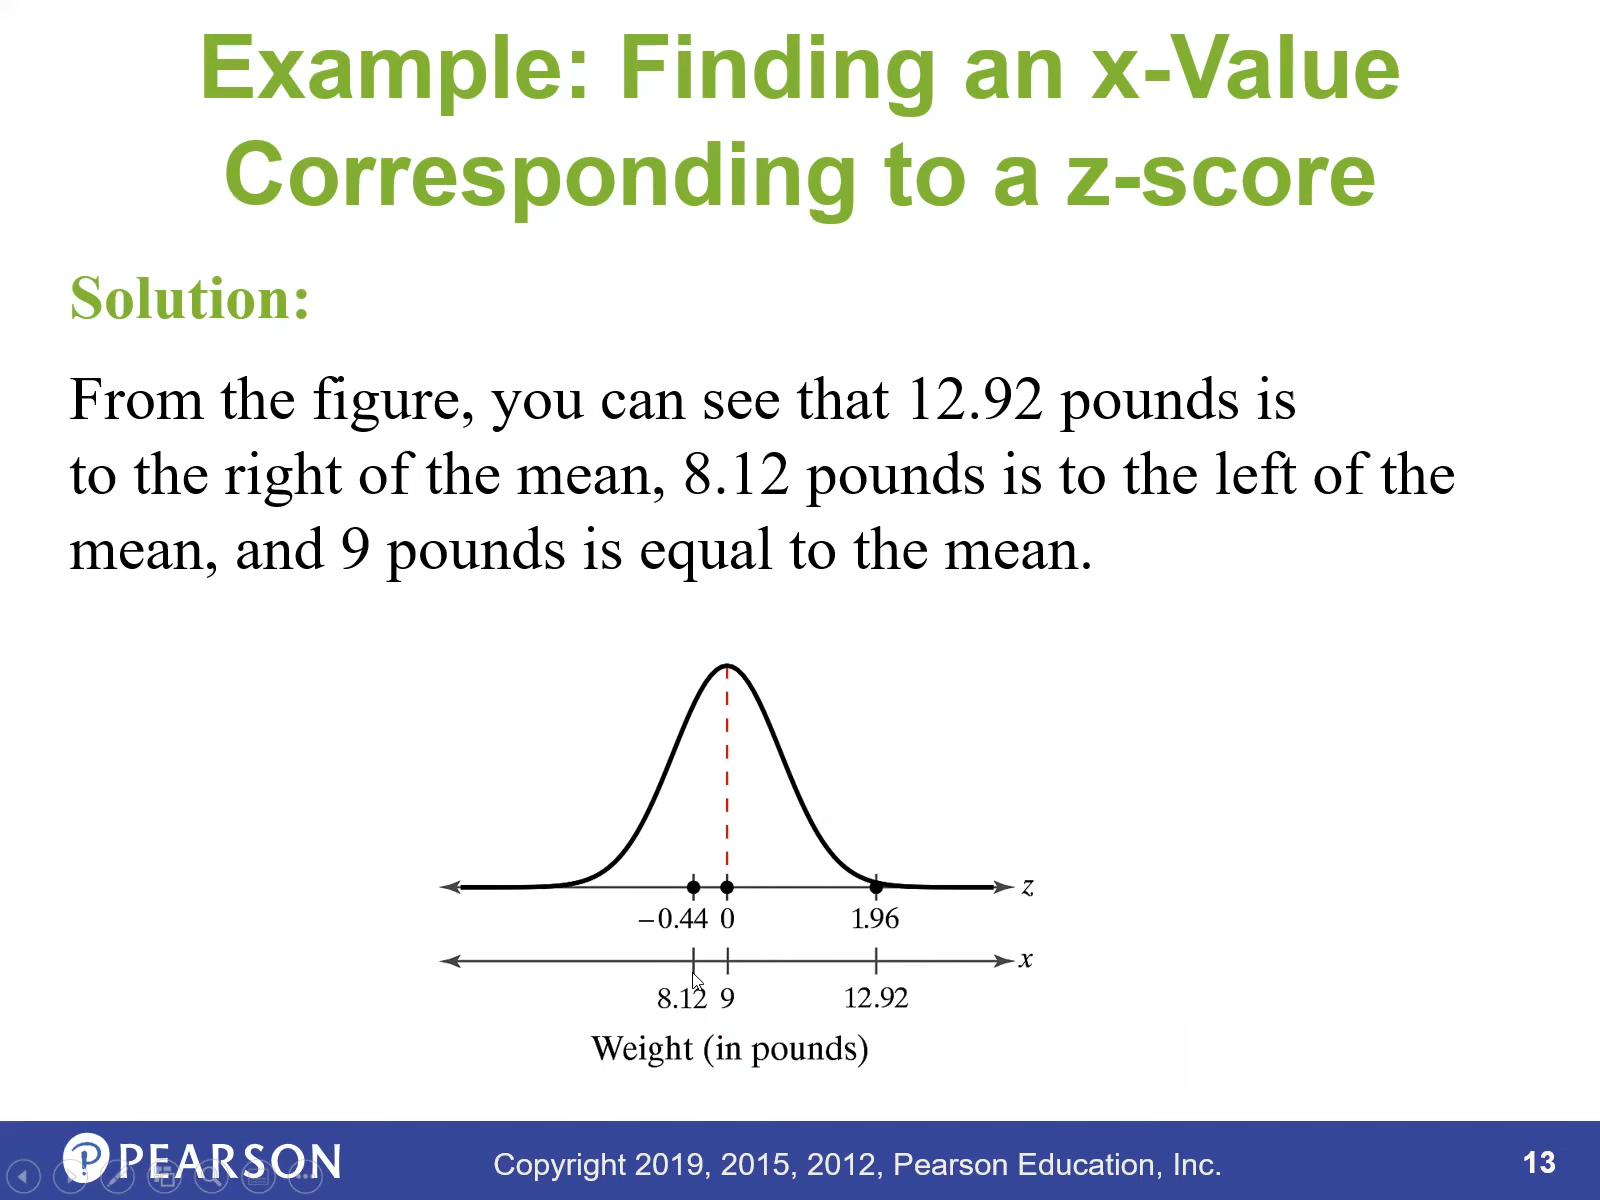 Example: Finding an x-Value
Corresponding to a z-score
Solution:
From the figure, you can see that 12.92 pounds is
to the right of the mean, 8.12 pounds is to the left of the
mean, and 9 pounds is equal to the mean.
z
−0.44 0 1.96
x
8.12 9 12.92
Weight (in pounds)
PEARSON
Copyright 2019, 2015, 2012, Pearson Education, Inc.
13